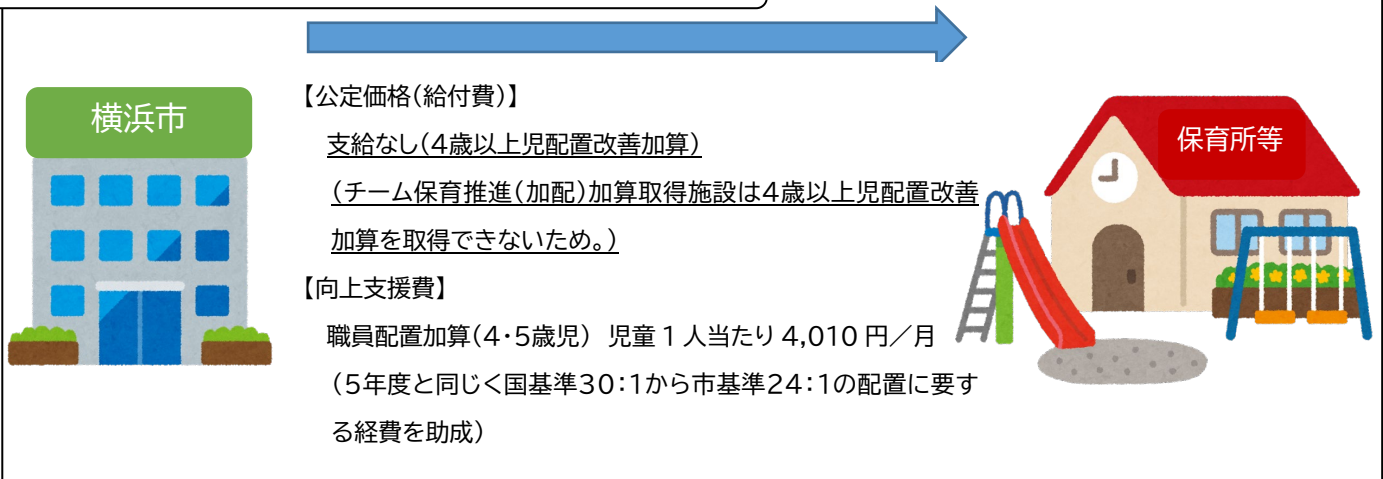 横浜市
【公定価格(給付費)】
支給なし(4歳以上児配置改善加算)
(チーム保育推進(加配)加算取得施設は4歳以上児配置改善
加算を取得できないため。)
【向上支援費】
職員配置加算(4・5歳児) 児童1人当たり 4,010 円/月
(5年度と同じく国基準30:1から市基準24:1の配置に要す
る経費を助成)
保育所等